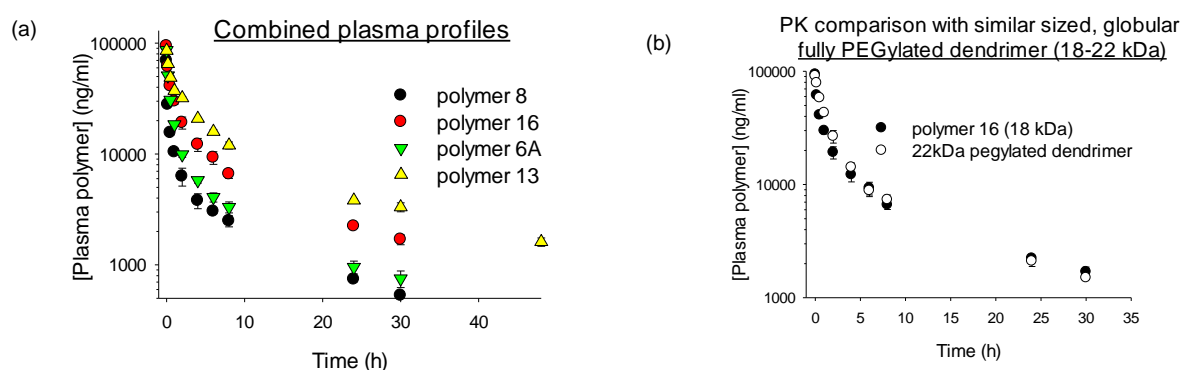 (a)
Combined plasma profiles
[Plasma polymer] (ng/ml)
100000
10000
1000
polymer 8
polymer 16
polymer 6A
polymer 13
0
20
30
40
Time (h)
(b)
PK comparison with similar sized, globular
fully PEGylated dendrimer (18-22 kDa)
[Plasma polymer] (ng/ml)
100000
10000
1000
polymer 16 (18 kDa)
22kDa pegylated dendrimer
0
5
10
15
20
25
30
35
Time (h)